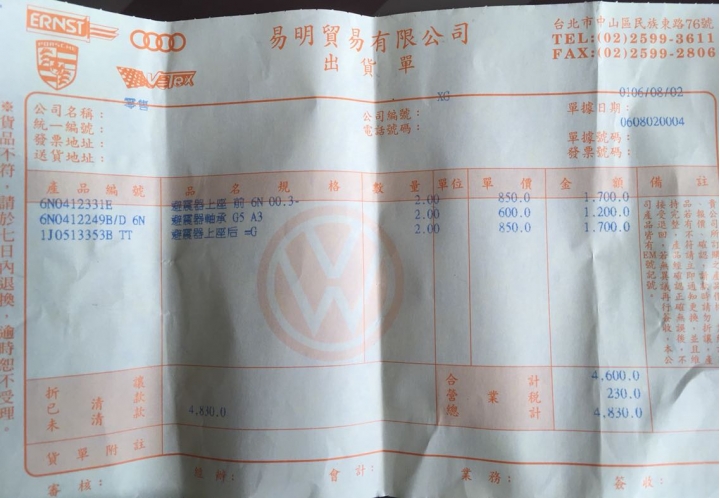 ERNST
易明貿易有限公司
出貨單
台北市中山區民族東路76號
TEL:(02)2599-3611
FAX:(02)2599-2806
PORSCHE
VOTEX
XG
0106/08/02
公司名稱： 零售
公司編號：
單據日期：
統一編號：
電話號碼：
0608020004
發票地址：
單據號碼：
送貨地址：
發票號碼：
產品編號 品名規格 數量 單位 單價 金額 備註
6N0412331E 避震器上座 前 6N 00.3- 2.00 850.0 1,700.0
6N0412249B/D 6N 避震器軸承 G5 A3 2.00 600.0 1,200.0
1J0513353B TT 避震器上座后 =G 2.00 850.0 1,700.0
折讓
合計 4,600.0
已清款
營業稅 230.0
未清款 4,830.0
總計 4,830.0
貨單附註
審核：
會計：
業務：
簽收：
※貨品不符，請於七日內退換，逾時恕不受理。